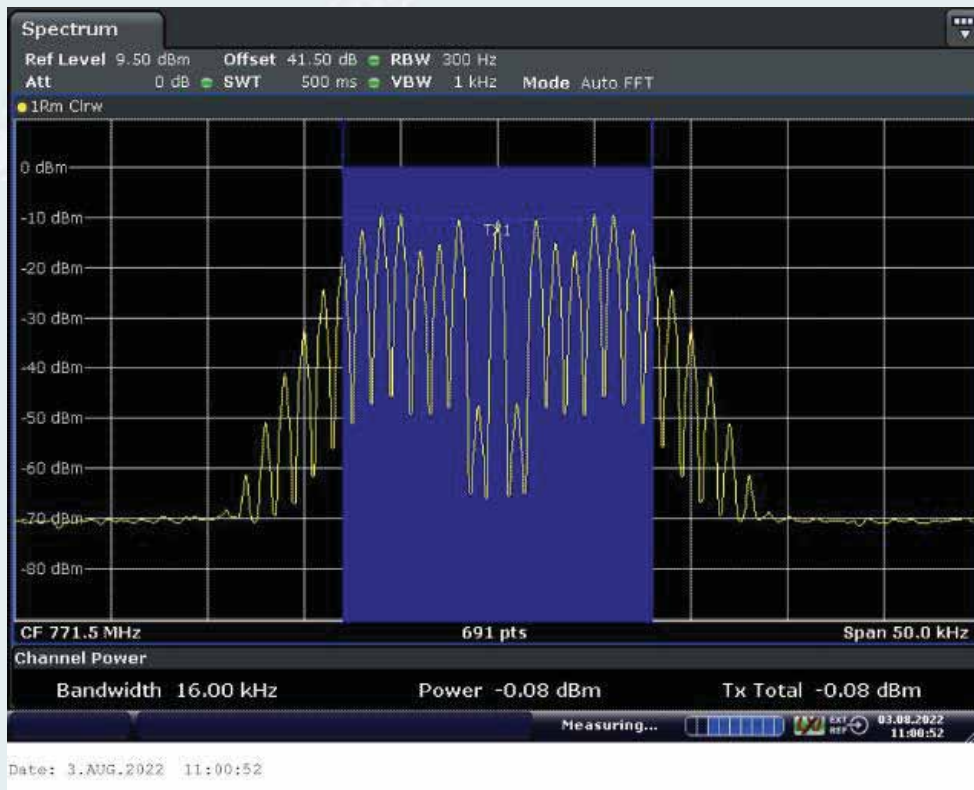 Spectrum
Ref Level 9.50 dBm Offset 41.50 dB RBW 300 Hz
Att 0 dB SWT 500 ms VBW 1 kHz Mode Auto FFT
1Rm Clrw
0 dBm
-10 dBm
TX1
-20 dBm
-30 dBm
-40 dBm
-50 dBm
-60 dBm
-70 dBm
-80 dBm
CF 771.5 MHz 691 pts Span 50.0 kHz
Channel Power
Bandwidth 16.00 kHz Power -0.08 dBm Tx Total -0.08 dBm
Measuring... EXT REF 03.08.2022
11:00:52
Date: 3.AUG.2022 11:00:52